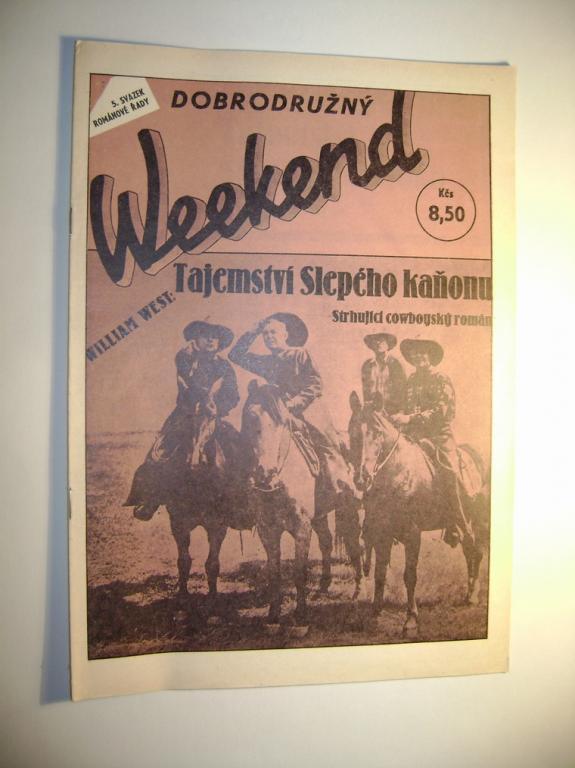 5. SVAZEK
ROMÁNOVÉ ŘADY
DOBRODRUŽNÝ
Weekend
Kčs
8,50
WILLIAM WEST:
Tajemství Slepého kaňonu
Strhující cowboyský román